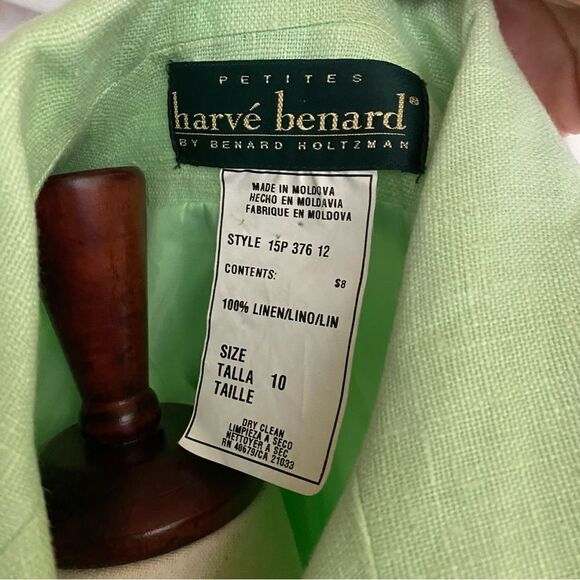 PETITES
harvé benard®
BY BENARD HOLTZMAN
MADE IN MOLDOVA
HECHO EN MOLDAVIA
FABRIQUE EN MOLDOVA
STYLE 15P 376 12
CONTENTS: S8
100% LINEN/LINO/LIN
SIZE
TALLA 10
TAILLE
DRY CLEAN
LIMPIEZA A SECO
NETTOYER A SEC
RN 40679/CA 21033